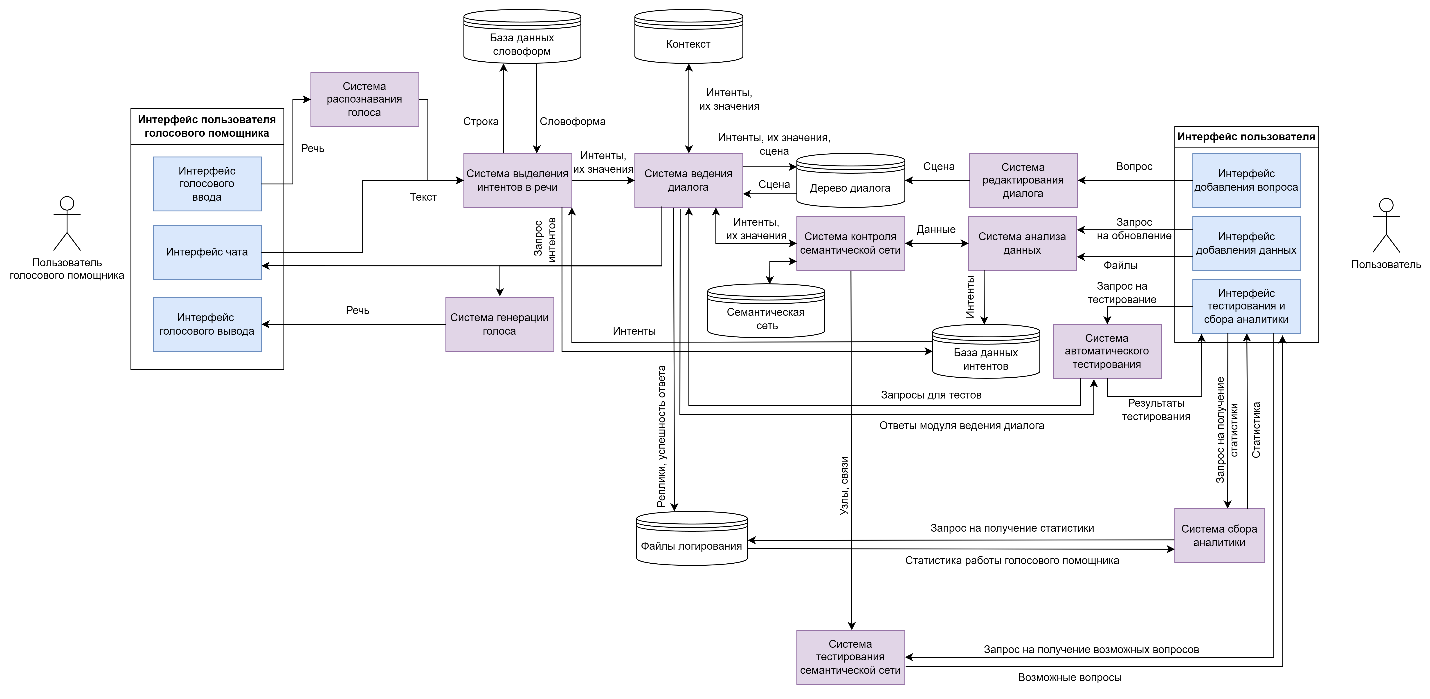 База данных
словоформ
Контекст
Система
распознавания
голоса
Интенты,
их значения
Интерфейс пользователя
голосового помощника
Строка
Словоформа
Речь
Интерфейс
голосового
ввода
Система выделения
интентов в речи
Интенты,
их значения
Система ведения
диалога
Интенты, их значения,
сцена
Сцена
Дерево диалога
Сцена
Система
редактирования
диалога
Вопрос
Интерфейс пользователя
Интерфейс
добавления вопроса
Текст
Пользователь
голосового помощника
Интерфейс чата
Запрос
интентов
Интенты,
их значения
Система контроля
семантической сети
Данные
Система анализа
данных
Запрос
на обновление
Файлы
Интерфейс
добавления данных
Пользователь
Интерфейс
голосового вывода
Речь
Система генерации
голоса
Семантическая
сеть
Интенты
Запрос на
тестирование
Интерфейс
тестирования и
сбора аналитики
Интенты
База данных
интентов
Система
автоматического
тестирования
Запросы для тестов
Результаты
тестирования
Ответы модуля ведения диалога
Реплики, успешность ответа
Узлы, связи
Запрос на получение
статистики
Статистика
Файлы логирования
Запрос на получение статистики
Статистика работы голосового помощника
Система сбора
аналитики
Система
тестирования
семантической сети
Запрос на получение возможных вопросов
Возможные вопросы